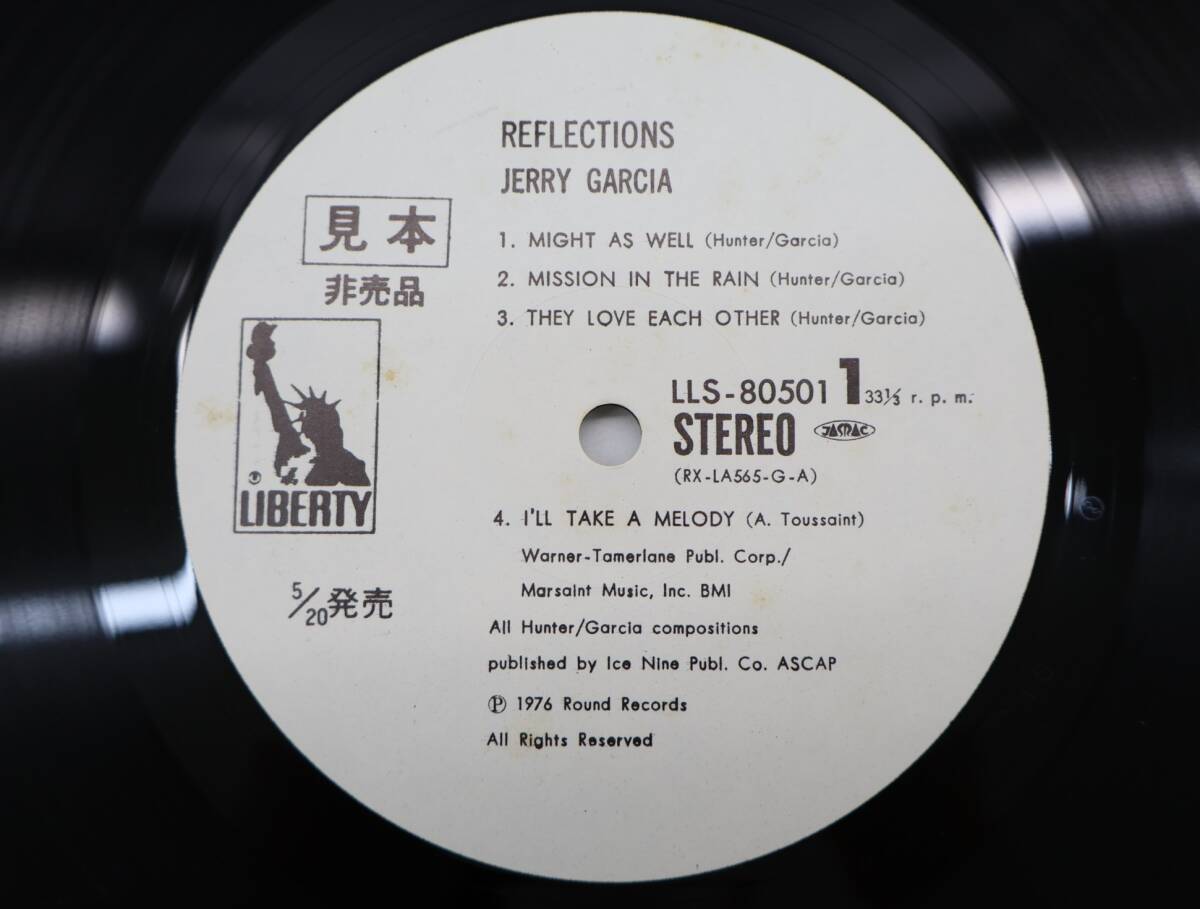 REFLECTIONS
JERRY GARCIA
見本
非売品
1. MIGHT AS WELL (Hunter/Garcia)
2. MISSION IN THE RAIN (Hunter/Garcia)
3. THEY LOVE EACH OTHER (Hunter/Garcia)
LLS-80501 1 33⅓ r. p. m.
STEREO JASRAC
(RX-LA565-G-A)
LIBERTY
4. I'LL TAKE A MELODY (A. Toussaint)
Warner-Tamerlane Publ. Corp./
Marsaint Music, Inc. BMI
5/20発売
All Hunter/Garcia compositions
published by Ice Nine Publ. Co. ASCAP
Ⓟ 1976 Round Records
All Rights Reserved